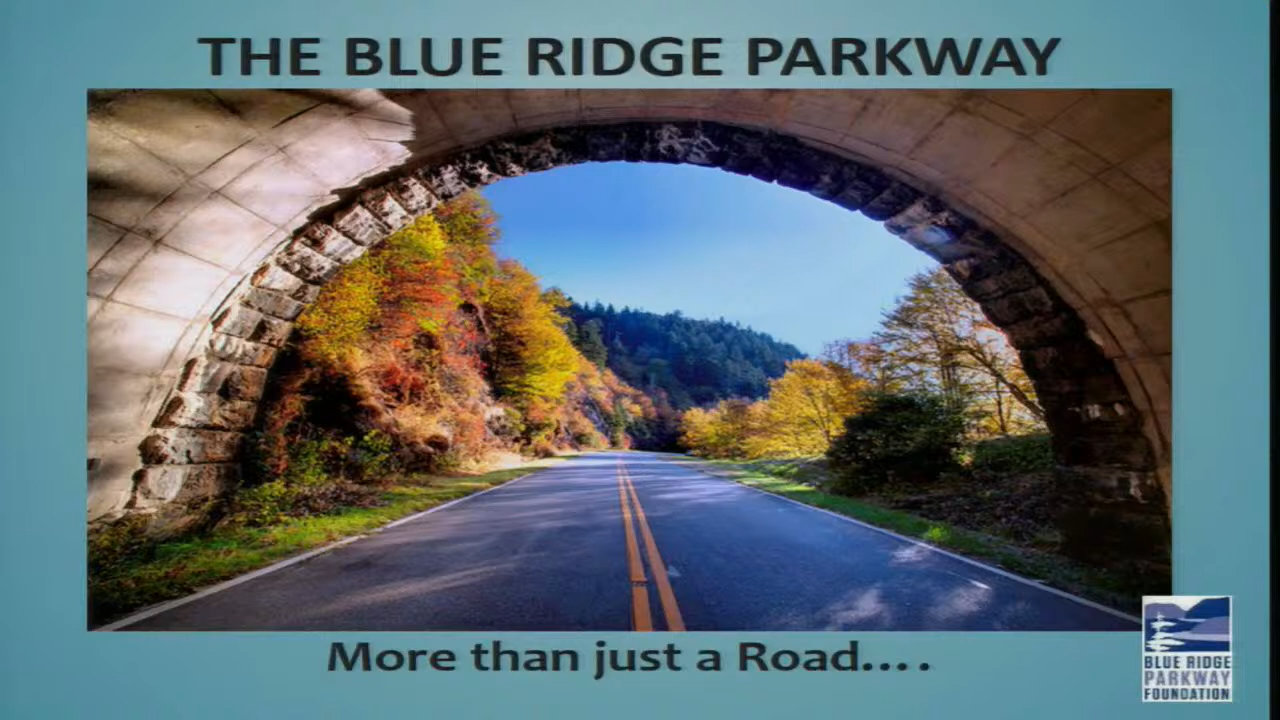 THE BLUE RIDGE PARKWAY
More than just a Road....
BLUE RIDGE
PARKWAY
FOUNDATION